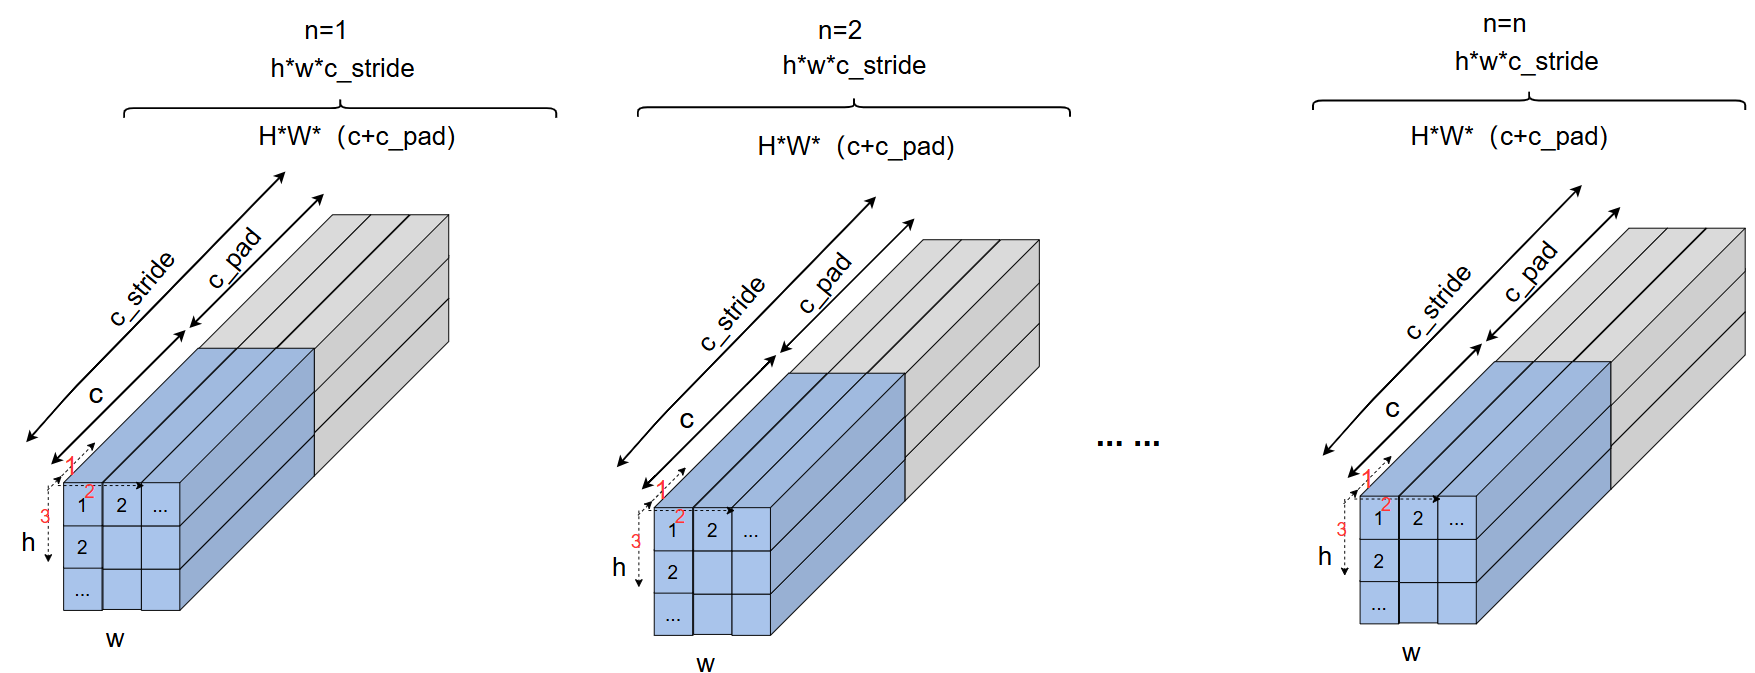 n=1
h*w*c_stride
H*W*（c+c_pad)
c_stride
c_pad
c
1
2
3
1 2 ...
2
...
h
w
n=2
h*w*c_stride
H*W*（c+c_pad)
c_stride
c_pad
c
1
2
3
1 2 ...
2
...
h
w
... ...
n=n
h*w*c_stride
H*W*（c+c_pad)
c_stride
c_pad
c
1
2
3
1 2 ...
2
...
h
w